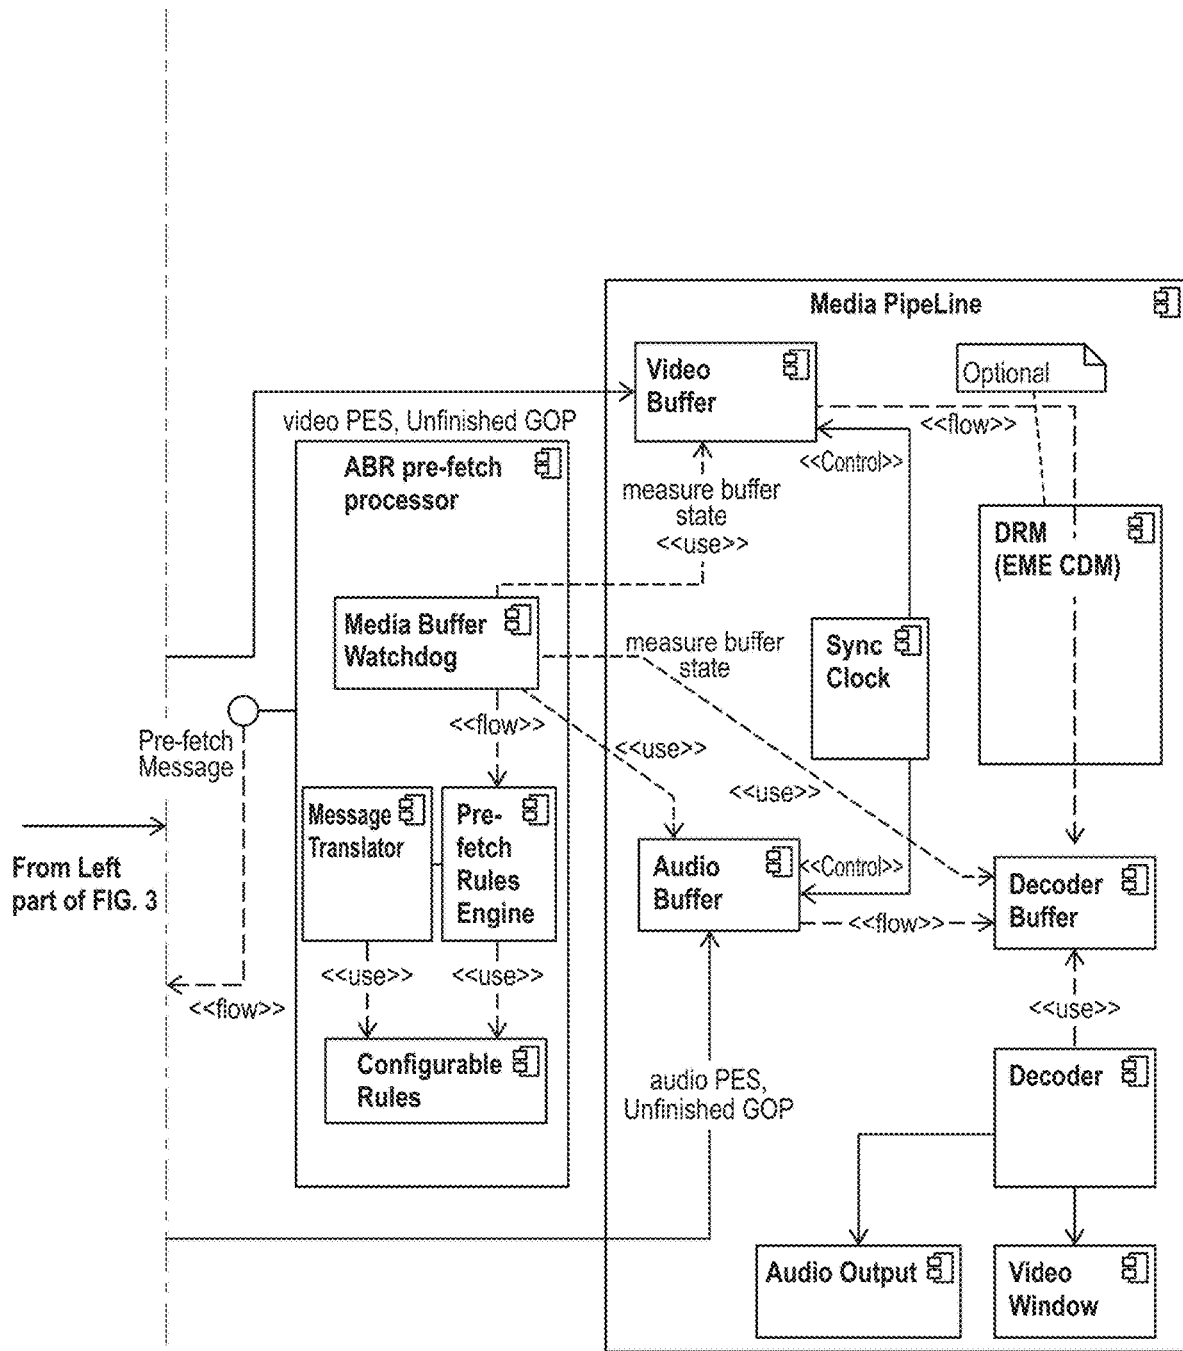 Media PipeLine
Video
Buffer
Optional
<<flow>>
video PES, Unfinished GOP
<<Control>>
ABR pre-fetch
processor
measure buffer
state
<<use>>
DRM
(EME CDM)
Media Buffer
Watchdog
measure buffer
state
Sync
Clock
Pre-fetch
Message
<<flow>>
<<use>>
<<use>>
Message
Translator
Pre-
fetch
Rules
Engine
From Left
part of FIG. 3
Audio
Buffer
<<Control>>
Decoder
Buffer
<<flow>>
<<use>>
<<use>>
<<flow>>
<<use>>
Configurable
Rules
audio PES,
Unfinished GOP
Decoder
Audio Output
Video
Window